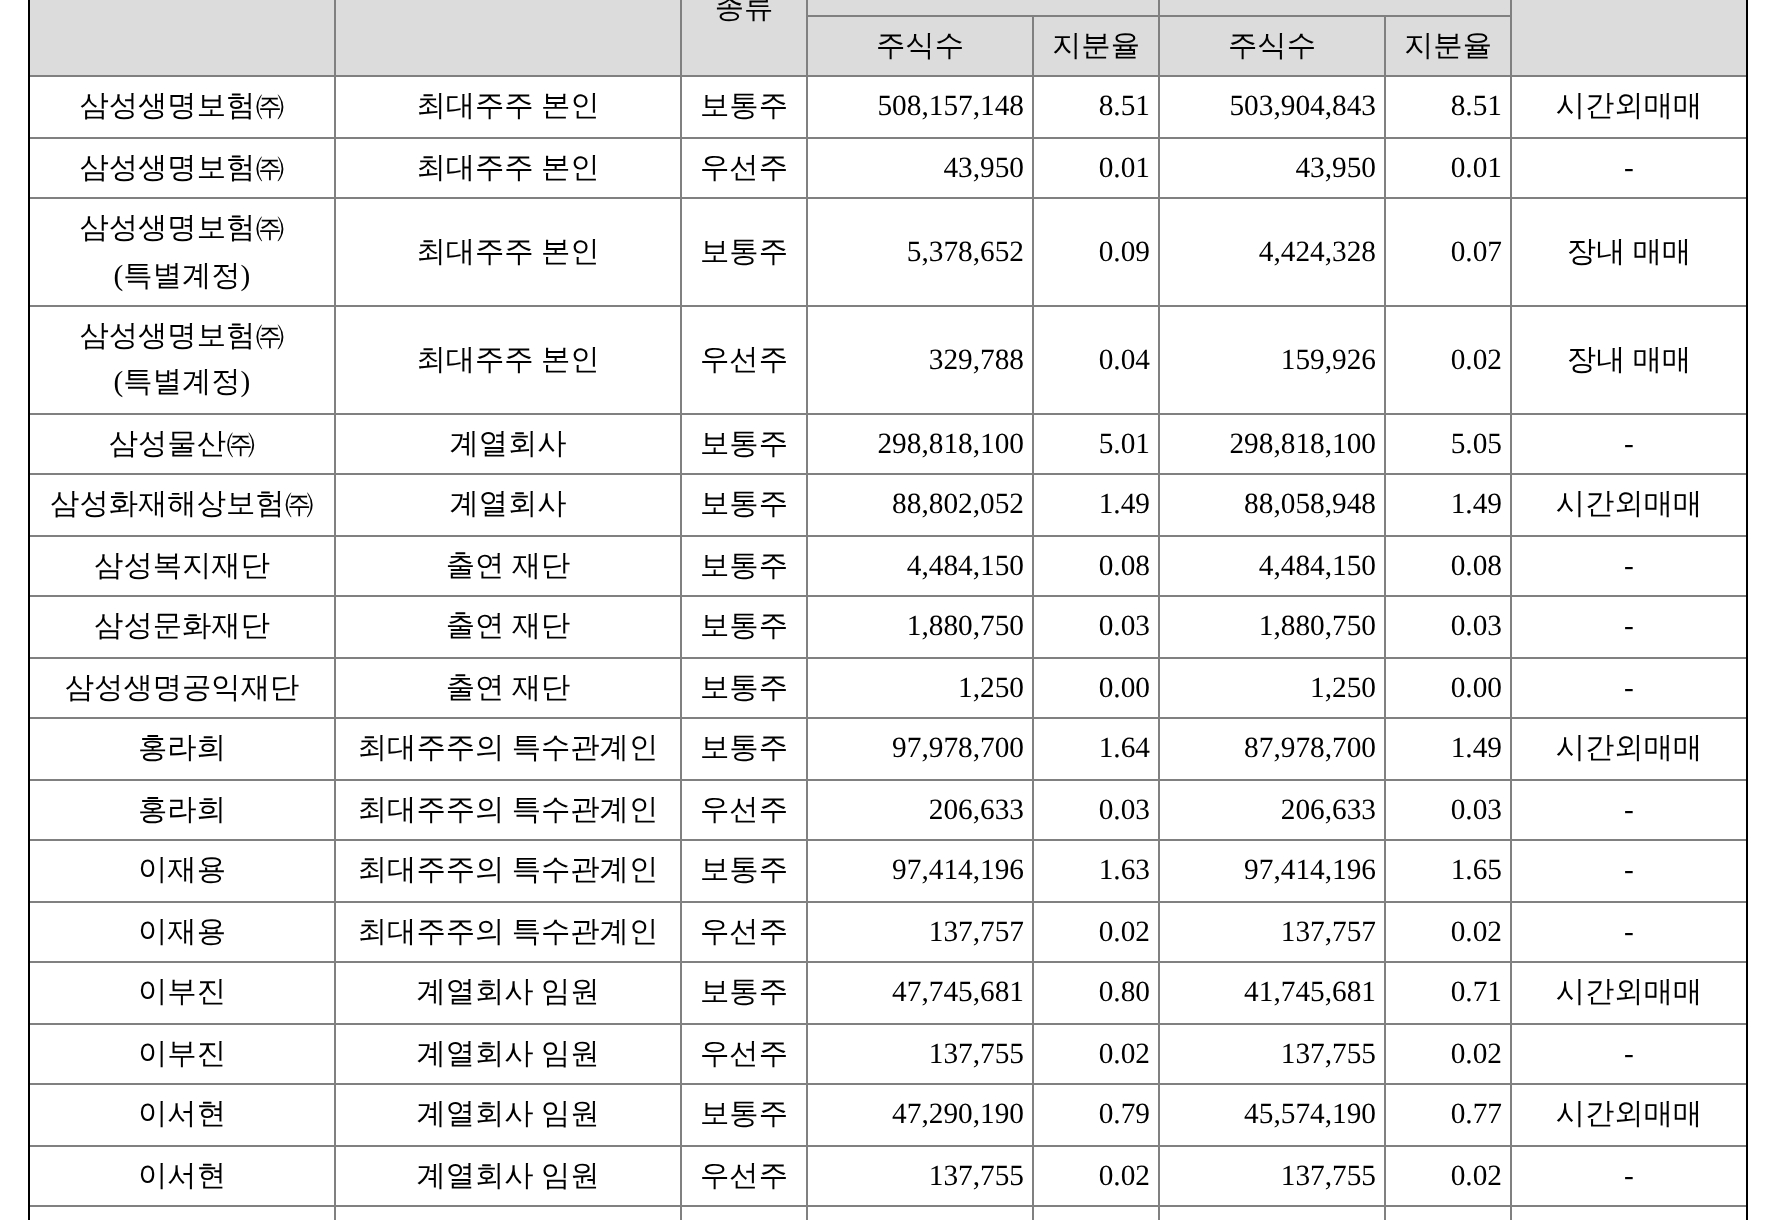 종류
주식수 지분율 주식수 지분율
삼성생명보험㈜ 최대주주 본인 보통주 508,157,148 8.51 503,904,843 8.51 시간외매매
삼성생명보험㈜ 최대주주 본인 우선주 43,950 0.01 43,950 0.01 -
삼성생명보험㈜
(특별계정) 최대주주 본인 보통주 5,378,652 0.09 4,424,328 0.07 장내 매매
삼성생명보험㈜
(특별계정) 최대주주 본인 우선주 329,788 0.04 159,926 0.02 장내 매매
삼성물산㈜ 계열회사 보통주 298,818,100 5.01 298,818,100 5.05 -
삼성화재해상보험㈜ 계열회사 보통주 88,802,052 1.49 88,058,948 1.49 시간외매매
삼성복지재단 출연 재단 보통주 4,484,150 0.08 4,484,150 0.08 -
삼성문화재단 출연 재단 보통주 1,880,750 0.03 1,880,750 0.03 -
삼성생명공익재단 출연 재단 보통주 1,250 0.00 1,250 0.00 -
홍라희 최대주주의 특수관계인 보통주 97,978,700 1.64 87,978,700 1.49 시간외매매
홍라희 최대주주의 특수관계인 우선주 206,633 0.03 206,633 0.03 -
이재용 최대주주의 특수관계인 보통주 97,414,196 1.63 97,414,196 1.65 -
이재용 최대주주의 특수관계인 우선주 137,757 0.02 137,757 0.02 -
이부진 계열회사 임원 보통주 47,745,681 0.80 41,745,681 0.71 시간외매매
이부진 계열회사 임원 우선주 137,755 0.02 137,755 0.02 -
이서현 계열회사 임원 보통주 47,290,190 0.79 45,574,190 0.77 시간외매매
이서현 계열회사 임원 우선주 137,755 0.02 137,755 0.02 -